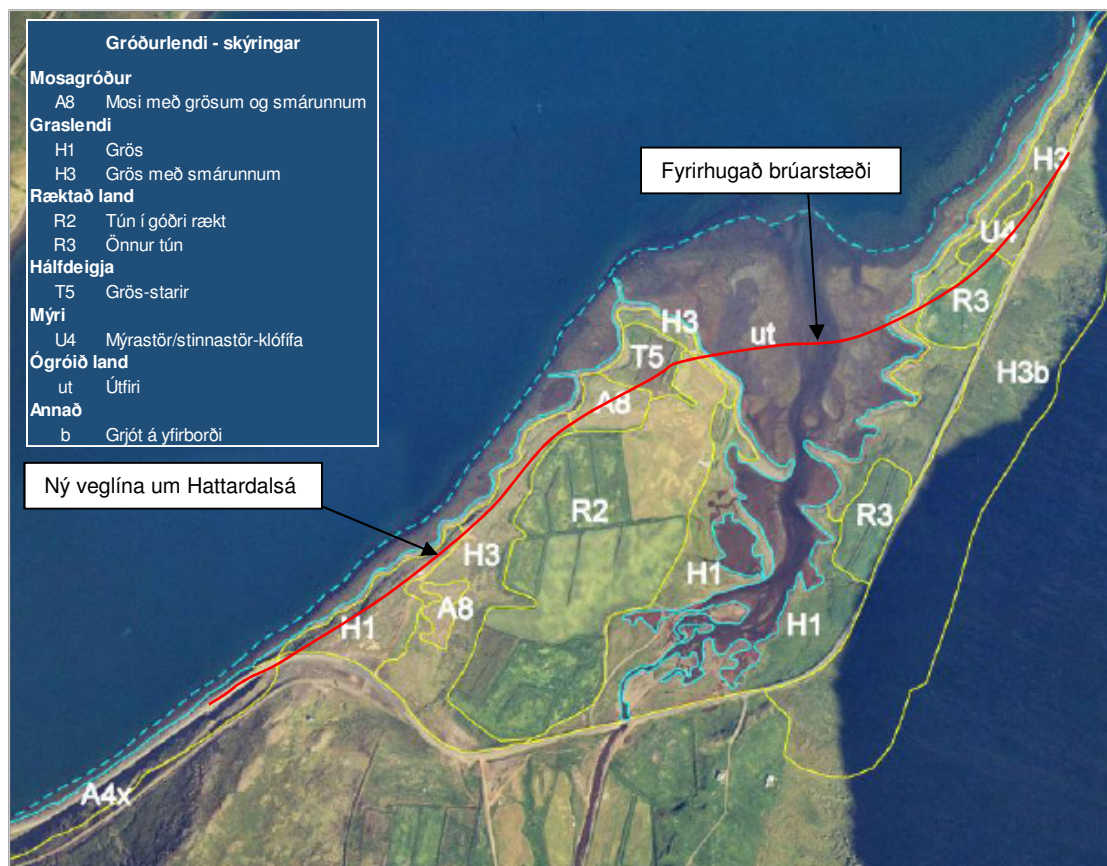 Gróðurlendi - skýringar
Mosagróður
A8 Mosi með grösum og smárunnum
Graslendi
H1 Grös
H3 Grös með smárunnum
Ræktað land
R2 Tún í góðri rækt
R3 Önnur tún
Hálfdeigja
T5 Grös-starir
Mýri
U4 Mýrastör/stinnastör-klófífa
Ógróið land
ut Útfiri
Annað
b Grjót á yfirborði
Fyrirhugað brúarstæði
H3
U4
R3
H3
ut
T5
H3b
A8
Ný veglína um Hattardalsá
R2
R3
H3
H1
A8
H1
H1
A4x